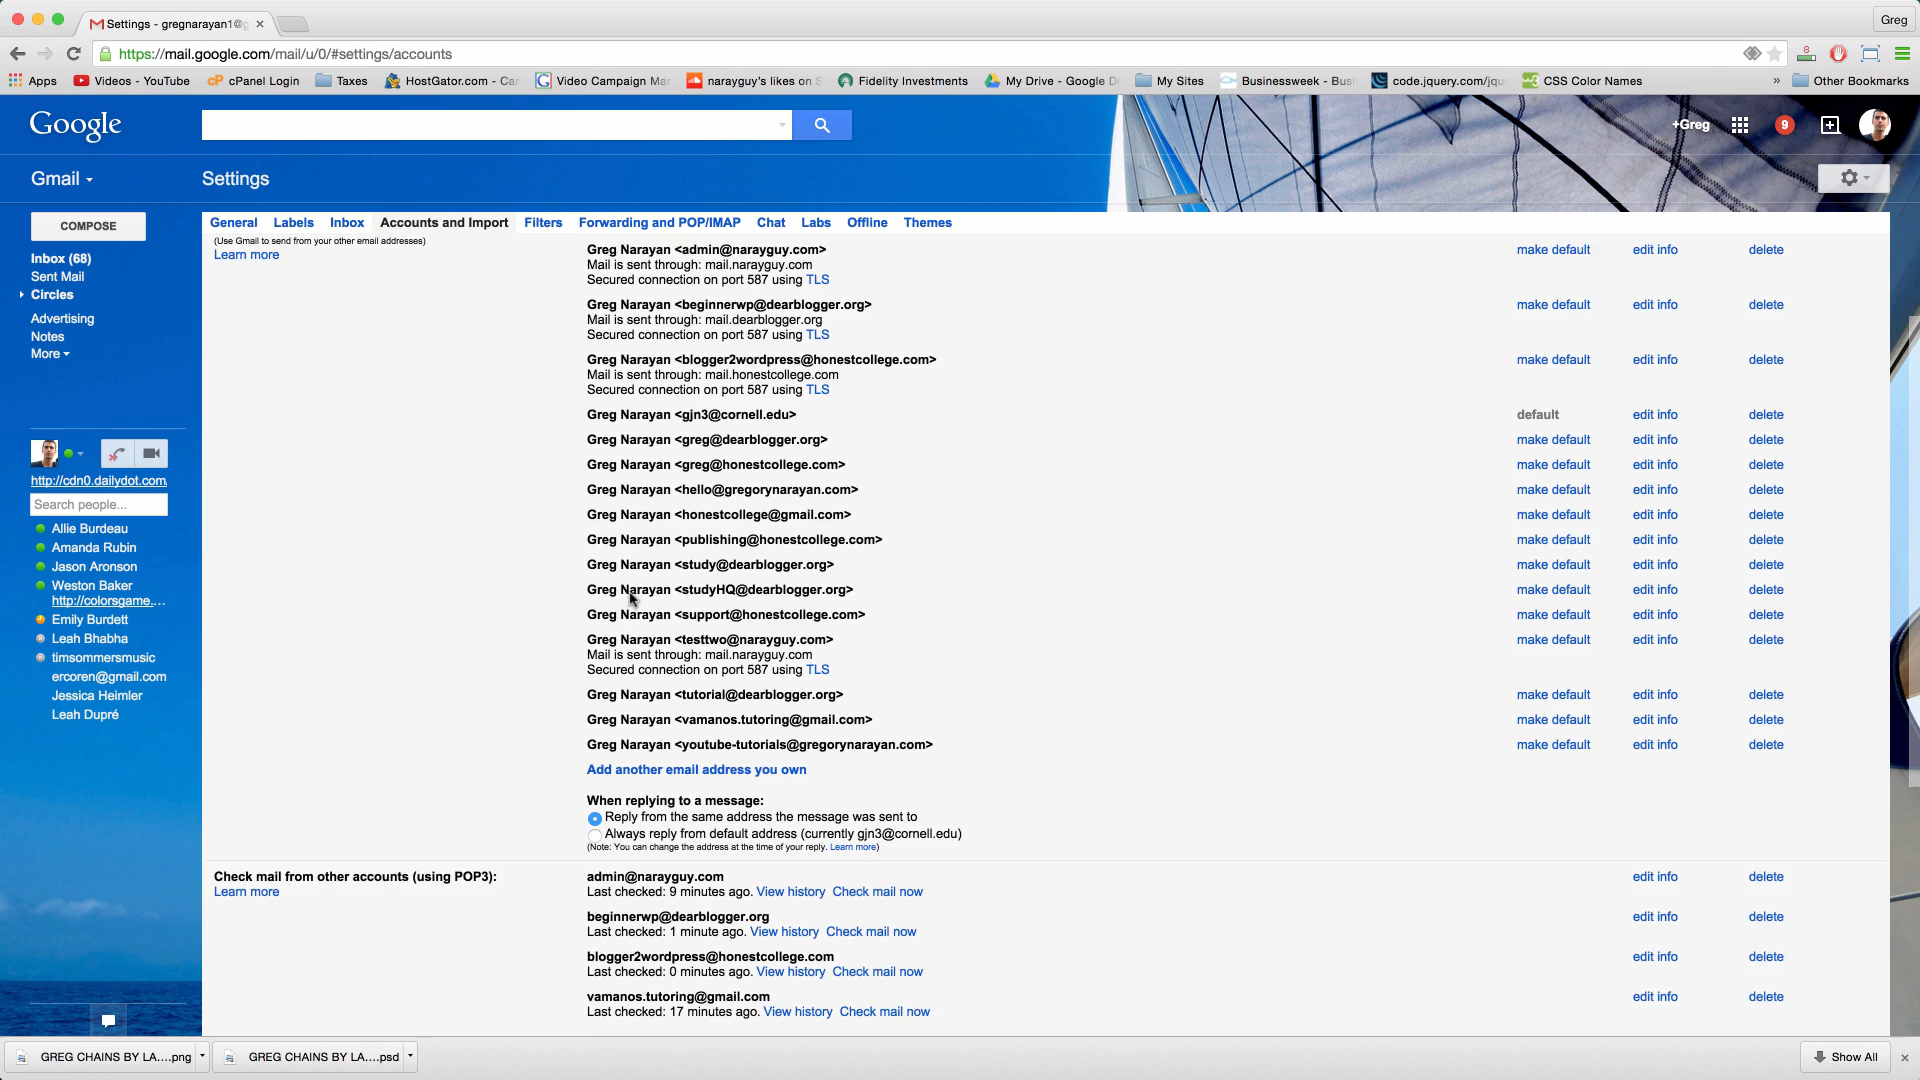 Settings - gregnarayan1@g
Greg
https://mail.google.com/mail/u/0/#settings/accounts
8
Apps
Videos - YouTube
cP cPanel Login
Taxes
HostGator.com - Car
Video Campaign Mar
narayguy's likes on S
Fidelity Investments
My Drive - Google D
My Sites
Businessweek - Busi
code.jquery.com/jqu
CSS Color Names
» Other Bookmarks
Google
+Greg
9
Gmail
Settings
COMPOSE
Inbox (68)
Sent Mail
Circles
Advertising
Notes
More
http://cdn0.dailydot.com
Search people...
Allie Burdeau
Amanda Rubin
Jason Aronson
Weston Baker
http://colorsgame....
Emily Burdett
Leah Bhabha
timsommersmusic
ercoren@gmail.com
Jessica Heimler
Leah Dupré
General Labels Inbox Accounts and Import Filters Forwarding and POP/IMAP Chat Labs Offline Themes
(Use Gmail to send from your other email addresses)
Learn more
Greg Narayan <admin@narayguy.com> make default edit info delete
Mail is sent through: mail.narayguy.com
Secured connection on port 587 using TLS
Greg Narayan <beginnerwp@dearblogger.org> make default edit info delete
Mail is sent through: mail.dearblogger.org
Secured connection on port 587 using TLS
Greg Narayan <blogger2wordpress@honestcollege.com> make default edit info delete
Mail is sent through: mail.honestcollege.com
Secured connection on port 587 using TLS
Greg Narayan <gjn3@cornell.edu> default edit info delete
Greg Narayan <greg@dearblogger.org> make default edit info delete
Greg Narayan <greg@honestcollege.com> make default edit info delete
Greg Narayan <hello@gregorynarayan.com> make default edit info delete
Greg Narayan <honestcollege@gmail.com> make default edit info delete
Greg Narayan <publishing@honestcollege.com> make default edit info delete
Greg Narayan <study@dearblogger.org> make default edit info delete
Greg Narayan <studyHQ@dearblogger.org> make default edit info delete
Greg Narayan <support@honestcollege.com> make default edit info delete
Greg Narayan <testtwo@narayguy.com> make default edit info delete
Mail is sent through: mail.narayguy.com
Secured connection on port 587 using TLS
Greg Narayan <tutorial@dearblogger.org> make default edit info delete
Greg Narayan <vamanos.tutoring@gmail.com> make default edit info delete
Greg Narayan <youtube-tutorials@gregorynarayan.com> make default edit info delete
Add another email address you own
When replying to a message:
Reply from the same address the message was sent to
Always reply from default address (currently gjn3@cornell.edu)
(Note: You can change the address at the time of your reply. Learn more)
Check mail from other accounts (using POP3):
Learn more
admin@narayguy.com edit info delete
Last checked: 9 minutes ago. View history Check mail now
beginnerwp@dearblogger.org edit info delete
Last checked: 1 minute ago. View history Check mail now
blogger2wordpress@honestcollege.com edit info delete
Last checked: 0 minutes ago. View history Check mail now
vamanos.tutoring@gmail.com edit info delete
Last checked: 17 minutes ago. View history Check mail now
GREG CHAINS BY LA....png
GREG CHAINS BY LA....psd
Show All